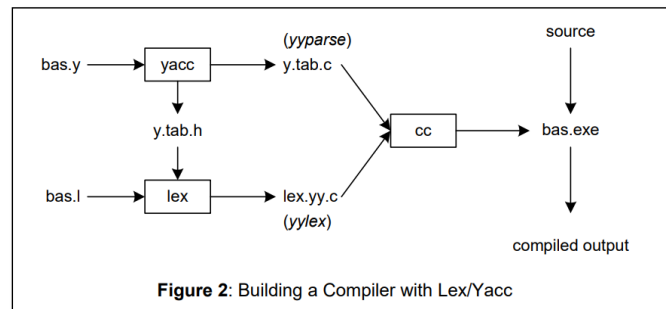 (yyparse)
source
bas.y
yacc
y.tab.c
y.tab.h
cc
bas.exe
bas.l
lex
lex.yy.c
(yylex)
compiled output
Figure 2: Building a Compiler with Lex/Yacc